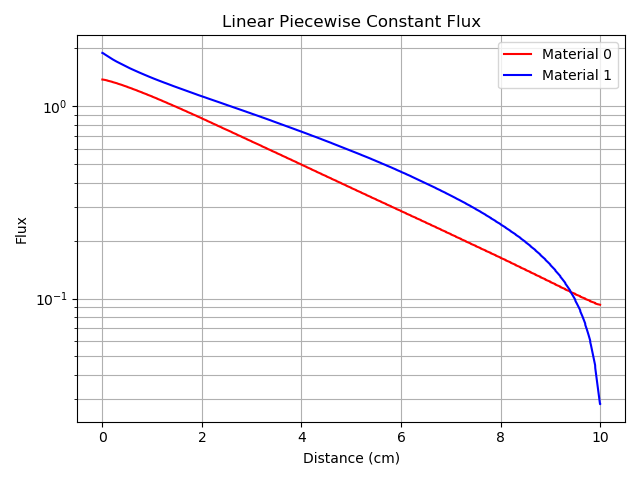 Linear Piecewise Constant Flux
Material 0
Material 1
10⁰
10⁻¹
Flux
0 2 4 6 8 10
Distance (cm)